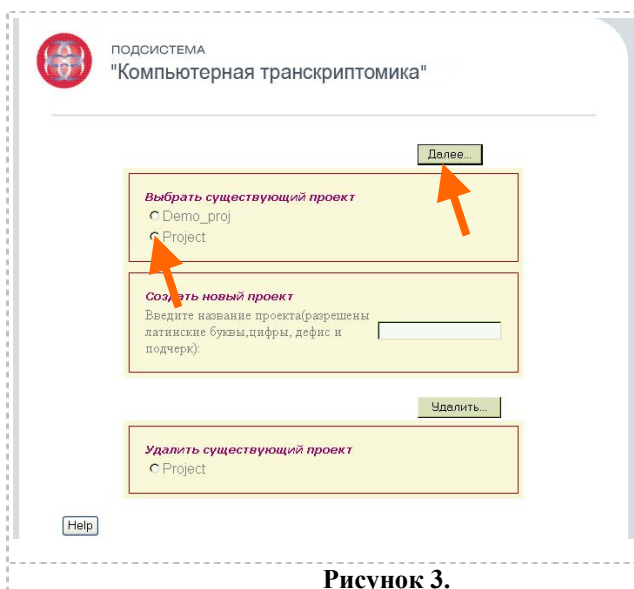 ПОДСИСТЕМА
"Компьютерная транскриптомика"
Далее...
Выбрать существующий проект
Demo_proj
Project
Создать новый проект
Введите название проекта(разрешены
латинские буквы,цифры, дефис и
подчерк):
Удалить...
Удалить существующий проект
Project
Help
Рисунок 3.